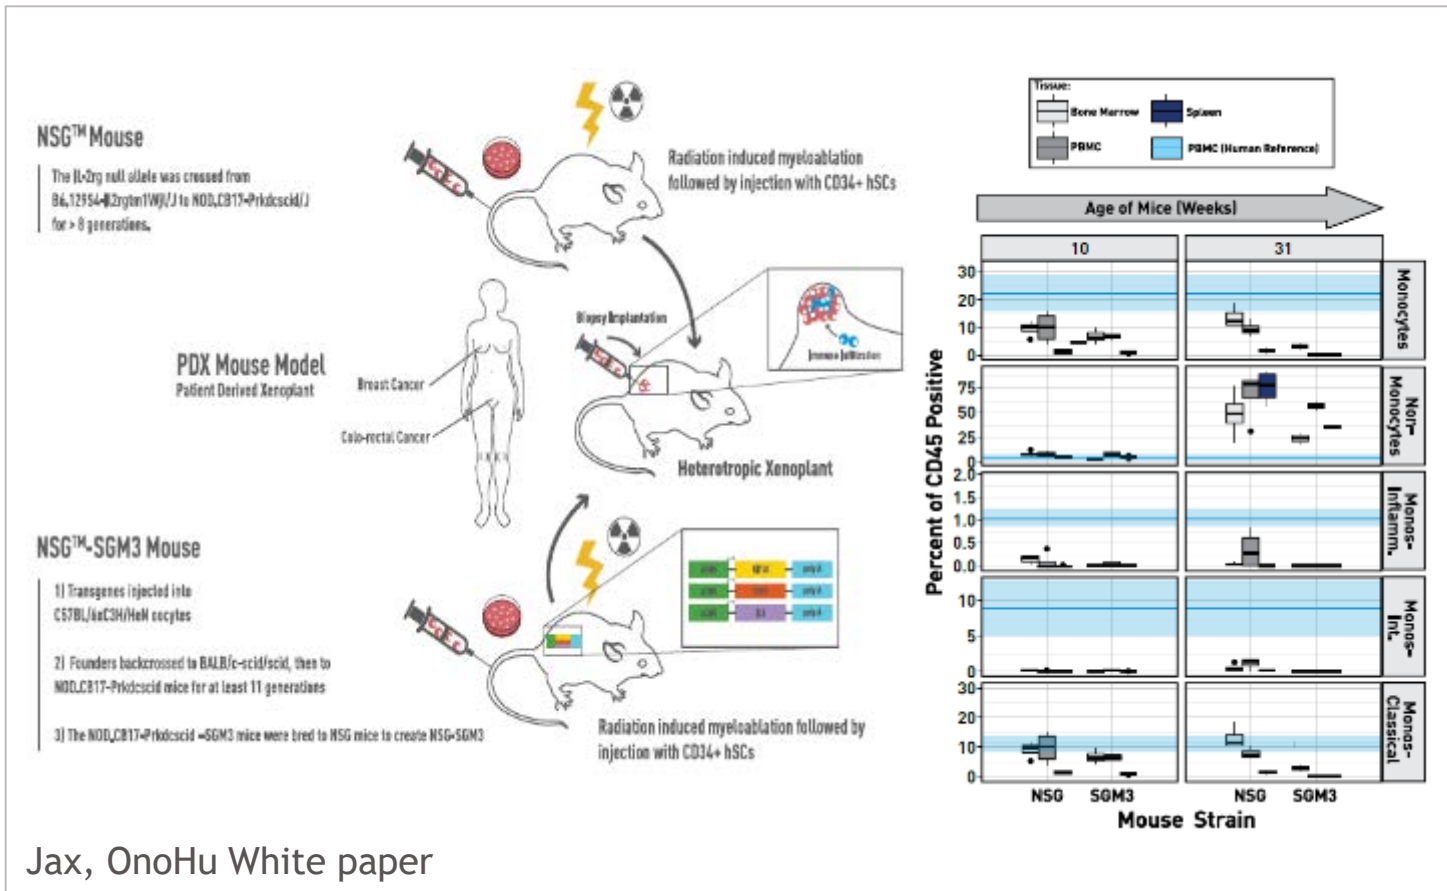 NSG™ Mouse
The IL-2rg null allele was crossed from
B6.129S4-Il2rgtm1Wjl/J to NOD.CB17-Prkdcscid/J
for > 8 generations.
Radiation induced myeloablation
followed by injection with CD34+ hSCs
PDX Mouse Model
Patient Derived Xenoplant
Breast Cancer
Colo-rectal Cancer
Biopsy Implantation
Immune Infiltration
Heterotropic Xenoplant
NSG™-SGM3 Mouse
1) Transgenes injected into
C57BL/6xC3H/HeN oocytes
2) Founders backcrossed to BALB/c-scid/scid, then to
NOD.CB17-Prkdcscid mice for at least 11 generations
3) The NOD.CB17-Prkdcscid -SGM3 mice were bred to NSG mice to create NSG-SGM3
poly A
poly A
poly A
Radiation induced myeloablation followed by
injection with CD34+ hSCs
Tissue:
Bone Marrow
Spleen
PBMC
PBMC (Human Reference)
Age of Mice (Weeks)
10
31
Percent of CD45 Positive
30
20
10
0
Monocytes
75
50
25
0
Non-
Monocytes
2.0
1.5
1.0
0.5
0.0
Monos-
Inflamm.
10
5
0
Monos-
Int.
30
20
10
0
Monos-
Classical
NSG
SGM3
NSG
SGM3
Mouse Strain
Jax, OnoHu White paper